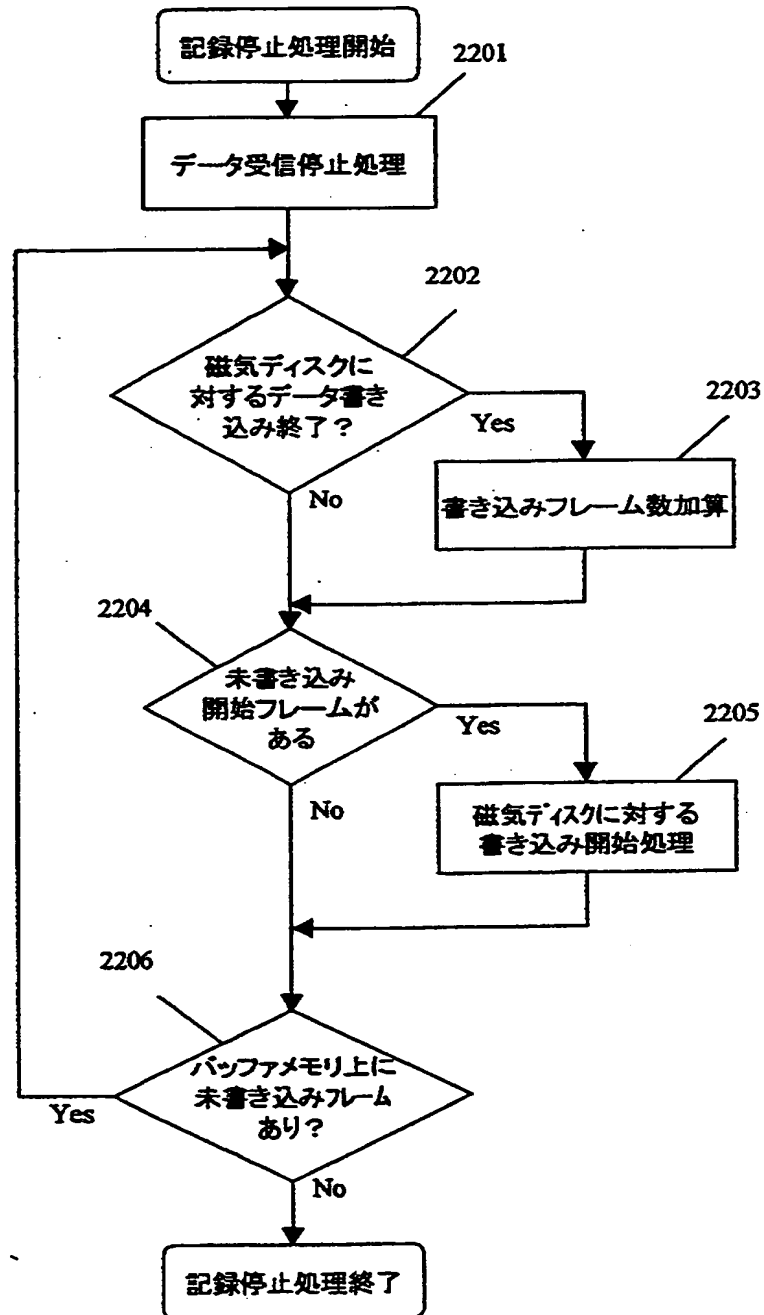 記録停止処理開始
2201
データ受信停止処理
2202
磁気ディスクに
対するデータ書き
込み終了？
Yes
2203
書き込みフレーム数加算
No
2204
未書き込み
開始フレームが
ある
Yes
2205
磁気ディスクに対する
書き込み開始処理
No
2206
バッファメモリ上に
未書き込みフレーム
あり？
Yes
No
記録停止処理終了